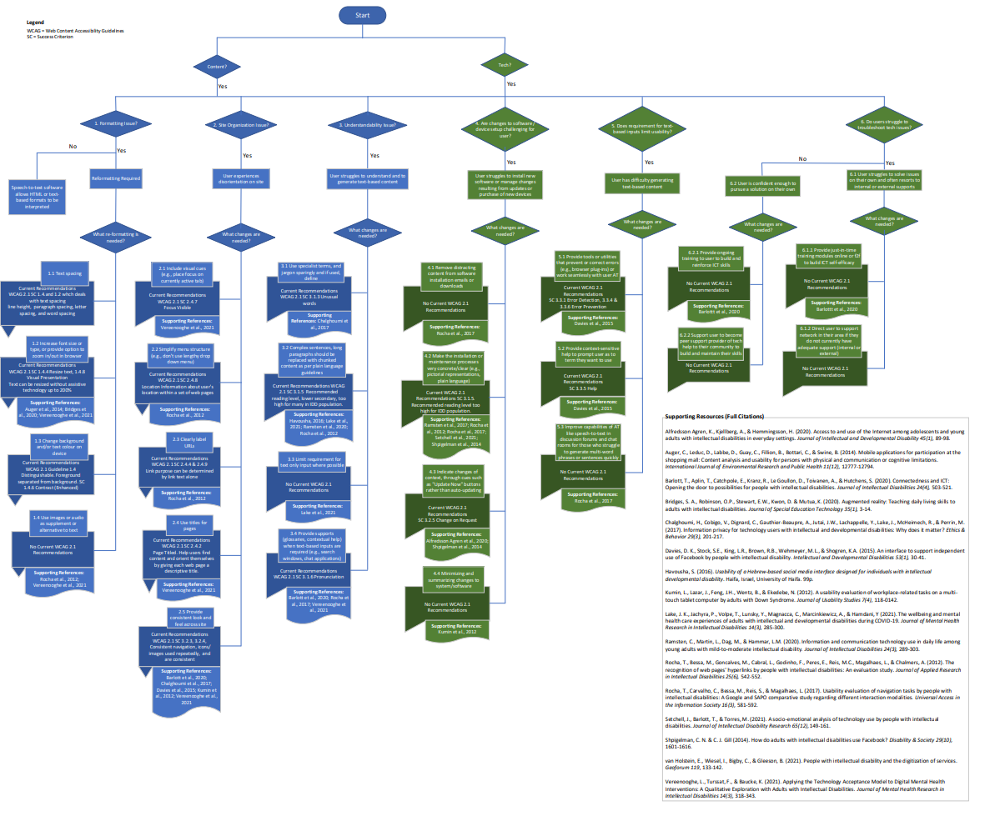 Start
Legend
WCAG = Web Content Accessibility Guidelines
SC = Success Criterion
Content?
Tech?
Yes
Yes
1. Formatting Issue?
2. Site Organization Issue?
3. Understandability Issue?
4. Are changes to software/
device setup challenging for
user?
5. Does requirement for text-
based inputs limit usability?
6. Do users struggle to
troubleshoot tech issues?
No
Yes
Yes
Yes
Yes
Yes
No
Yes
Speech-to-text software
allows HTML or text-
based formats to be
interpreted
Reformatting Required
User experiences
disorientation on site
User struggles to understand and to
generate text-based content
User struggles to install new
software or manage changes
resulting from updates or
purchase of new devices
User has difficulty generating
text-based content
6.2 User is confident enough to
pursue a solution on their own
6.1 User struggles to solve issues
on their own and often resorts to
internal or external supports
What re-formatting is
needed?
What changes are
needed?
What changes are
needed?
What changes are
needed?
What changes are
needed?
What changes are
needed?
What changes are
needed?
1.1 Text spacing
Current Recommendations
WCAG 2.1 SC 1.4.and 1.2 which deals
with text spacing
line height, paragraph spacing, letter
spacing, and word spacing
1.2 Increase font size or
type, or provide option to
zoom in/out in browser
Current Recommendations
WCAG 2.1 SC 1.4.4 Resize text, 1.4.8
Visual Presentation
Text can be resized without assistive
technology up to 200%
Supporting References:
Auger et al., 2014; Bridges et
al., 2020; Vereenooghe et al., 2021
1.3 Change background
and/or text colour on
device
Current Recommendations
WCAG 2.1 Guideline 1.4
Distinguishable. Foreground
separated from background. SC
1.4.6 Contrast (Enhanced)
1.4 Use images or audio
as supplement or
alternative to text
No Current WCAG 2.1
Recommendations
Supporting References:
Rocha et al., 2012;
Vereenooghe et al., 2021
2.1 Include visual cues
(e.g., place focus on
currently active tab)
Current Recommendations
WCAG 2.1 SC 2.4.7
Focus Visible
Supporting References:
Vereenooghe et al., 2021
2.2 Simplify menu structure
(e.g., don't use lengthy drop
down menu)
Current Recommendations
WCAG 2.1 SC 2.4.8
Location Information about user's
location within a set of web pages
Supporting References:
Rocha et al., 2012
2.3 Clearly label
URLs
Current Recommendations
WCAG 2.1 2.4.4 & 2.4.9
Link purpose can be determined
by link text alone
Supporting References:
Rocha et al., 2012
2.4 Use titles for
pages
Current Recommendations
WCAG 2.1 SC 2.4.2
Page Titled. Help users find
content and orient themselves
by giving each web page a
descriptive title.
Supporting References:
Vereenooghe et al., 2021
2.5 Provide
consistent look and
feel across site
Current Recommendations
WCAG 2.1 SC 3.2.3, 3.2.4,
Consistent navigation, icons/
images used repeatedly, and
are consistent
Supporting References:
Barlott et al., 2020;
Chalghoumi et al., 2017;
Davies et al., 2015; Kumin et
al., 2012; Vereenooghe et al.,
2021
3.1 Use specialist terms, and
jargon sparingly and if used,
define
Current Recommendations
WCAG 2.1 SC 3.1.3 Unusual
words
Supporting
References: Chalghoumi et
al., 2017
3.2 Complex sentences, long
paragraphs should be
replaced with chunked
content as per plain language
guidelines
Current Recommendations WCAG
2.1 SC 3.1.5 Recommended
reading level, lower secondary, too
high for many in IDD population.
Supporting References:
Havousha, 2016; Lake et al.,
2021; Ramsten et al., 2020;
Rocha et al., 2012
3.3 Limit requirement for
text only input where possible
No Current WCAG 2.1
Recommendations
Supporting References:
Lake et al., 2021
3.4 Provide supports
(glossaries, contextual help)
when text-based inputs are
required (e.g., search
windows, chat applications)
Current Recommendations
WCAG 2.1 SC 3.1.6 Pronunciation
Supporting References:
Barlott et al., 2020; Rocha et
al., 2017; Vereenooghe et
al., 2021
4.1 Remove distracting
content from software
installation emails or
downloads
No Current WCAG 2.1
Recommendations
Supporting References:
Rocha et al., 2017
4.2 Make the installation or
maintenance processes
very concrete/clear (e.g.,
pictorial representations,
plain language)
Current WCAG 2.1
Recommendations SC 3.1.5.
Recommended reading level too
high for IDD population.
Supporting References:
Ramsten et al., 2017; Rocha et
al., 2012; Rocha et al., 2017;
Setchell et al., 2021;
Shpigelman et al., 2014
4.3 Indicate changes of
context, through cues such
as "Update Now" buttons
rather than auto-updating
Current WCAG 2.1
Recommendations
SC 3.2.5 Change on Request
Supporting References:
Alfredsson Agren et al., 2020;
Shpigelman et al., 2014
4.4 Minimizing and
summarizing changes to
system/software
No Current WCAG 2.1
Recommendations
Supporting References:
Kumin et al., 2012
5.1 Provide tools or utilities
that prevent or correct errors
(e.g., browser plug-ins) or
work seamlessly with user AT
Current WCAG 2.1
Recommendations
SC 3.3.1 Error Detection, 3.3.4 &
3.3.6 Error Prevention
Supporting References:
Davies et al., 2015
5.2 Provide context-sensitive
help to prompt user as to
term they want to use
Current WCAG 2.1
Recommendations
SC 3.3.5 Help
Supporting References:
Davies et al., 2015
5.3 Improve capabilities of AT
like speech-to-text in
discussion forums and chat
rooms for those who struggle
to generate multi-word
phrases or sentences quickly
No Current WCAG 2.1
Recommendations
Supporting References:
Rocha et al., 2017
6.2.1 Provide ongoing
training to user to build and
reinforce ICT skills
No Current WCAG 2.1
Recommendations
Supporting References:
Barlott et al., 2020
6.2.2 Support user to become
peer support provider of tech
help to their community to
build and maintain their skills
No Current WCAG 2.1
Recommendations
6.1.1 Provide just-in-time
training modules online or f2f
to build ICT self-efficacy
No Current WCAG 2.1
Recommendations
Supporting References:
Barlott et al., 2020
6.1.2 Direct user to support
network in their area if they
do not currently have
adequate support (internal or
external)
No Current WCAG 2.1
Recommendations
Supporting Resources (Full Citations)
Alfredsson Agren, K., Kjellberg, A., & Hemmingsson, H. (2020). Access to and use of the Internet among adolescents and young
adults with intellectual disabilities in everyday settings. Journal of Intellectual and Developmental Disability 45(1), 89-98.
Auger, C., Leduc, D., Labbe, D., Guay, C., Fillion, B., Bottari, C., & Swine, B. (2014). Mobile applications for participation at the
shopping mall: Content analysis and usability for persons with physical and communication or cognitive limitations.
International Journal of Environmental Research and Public Health 11(12), 12777-12794.
Barlott, T., Aplin, T., Catchpole, E., Kranz, R., Le Goullon, D., Toivanen, A., & Hutchens, S. (2020). Connectedness and ICT:
Opening the door to possibilities for people with intellectual disabilities. Journal of Intellectual Disabilities 24(4), 503-521.
Bridges, S. A., Robinson, O.P., Stewart, E.W., Kwon, D. & Mutua, K. (2020). Augmented reality: Teaching daily living skills to
adults with intellectual disabilities. Journal of Special Education Technology 35(1), 3-14.
Chalghoumi, H., Cobigo, V., Dignard, C., Gauthier-Beaupre, A., Jutai, J.W., Lachappelle, Y., Lake, J., McHeimech, R., & Perrin, M.
(2017). Information privacy for technology users with intellectual and developmental disabilities: Why does it matter? Ethics &
Behavior 29(3), 201-217.
Davies, D. K., Stock, S.E., King, L.R., Brown, R.B., Wehmeyer, M.L., & Shogren, K.A. (2015). An interface to support independent
use of Facebook by people with intellectual disability. Intellectual and Developmental Disabilities 53(1), 30-41.
Havousha, S. (2016). Usability of a Hebrew-based social media interface designed for individuals with intellectual
developmental disability. Haifa, Israel, University of Haifa. 99p.
Kumin, L., Lazar, J., Feng, J.H., Wentz, B., & Ekedebe, N. (2012). A usability evaluation of workplace-related tasks on a multi-
touch tablet computer by adults with Down Syndrome. Journal of Usability Studies 7(4), 118-0142.
Lake, J. K., Jachyra, P., Volpe, T., Lunsky, Y., Magnacca, C., Marcinkiewicz, A., & Hamdani, Y (2021). The wellbeing and mental
health care experiences of adults with intellectual and developmental disabilities during COVID-19. Journal of Mental Health
Research in Intellectual Disabilities 14(3), 285-300.
Ramsten, C., Martin, L., Dag, M., & Hammar, L.M. (2020). Information and communication technology use in daily life among
young adults with mild-to-moderate intellectual disability. Journal of Intellectual Disabilities 24(3), 289-303.
Rocha, T., Bessa, M., Goncalves, M., Cabral, L., Godinho, F., Peres, E., Reis, M.C., Magalhaes, L., & Chalmers, A. (2012). The
recognition of web pages' hyperlinks by people with intellectual disabilities: An evaluation study. Journal of Applied Research
in Intellectual Disabilities 25(6), 542-552.
Rocha, T., Carvalho, C., Bessa, M., Reis, S., & Magalhaes, L. (2017). Usability evaluation of navigation tasks by people with
intellectual disabilities: A Google and SAPO comparative study regarding different interaction modalities. Universal Access in
the Information Society 16(3), 581-592.
Setchell, J., Barlott, T., & Torres, M. (2021). A socio-emotional analysis of technology use by people with intellectual
disabilities. Journal of Intellectual Disability Research 65(12), 149-161.
Shpigelman, C. N. & C. J. Gill (2014). How do adults with intellectual disabilities use Facebook? Disability & Society 29(10),
1601-1616.
van Holstein, E., Wiesel, I., Bigby, C., & Gleeson, B. (2021). People with intellectual disability and the digitization of services.
Geoforum 119, 133-142.
Vereenooghe, L., Turssat, F., & Baucke, K. (2021). Applying the Technology Acceptance Model to Digital Mental Health
Interventions: A Qualitative Exploration with Adults with Intellectual Disabilities. Journal of Mental Health Research in
Intellectual Disabilities 14(3), 318-343.